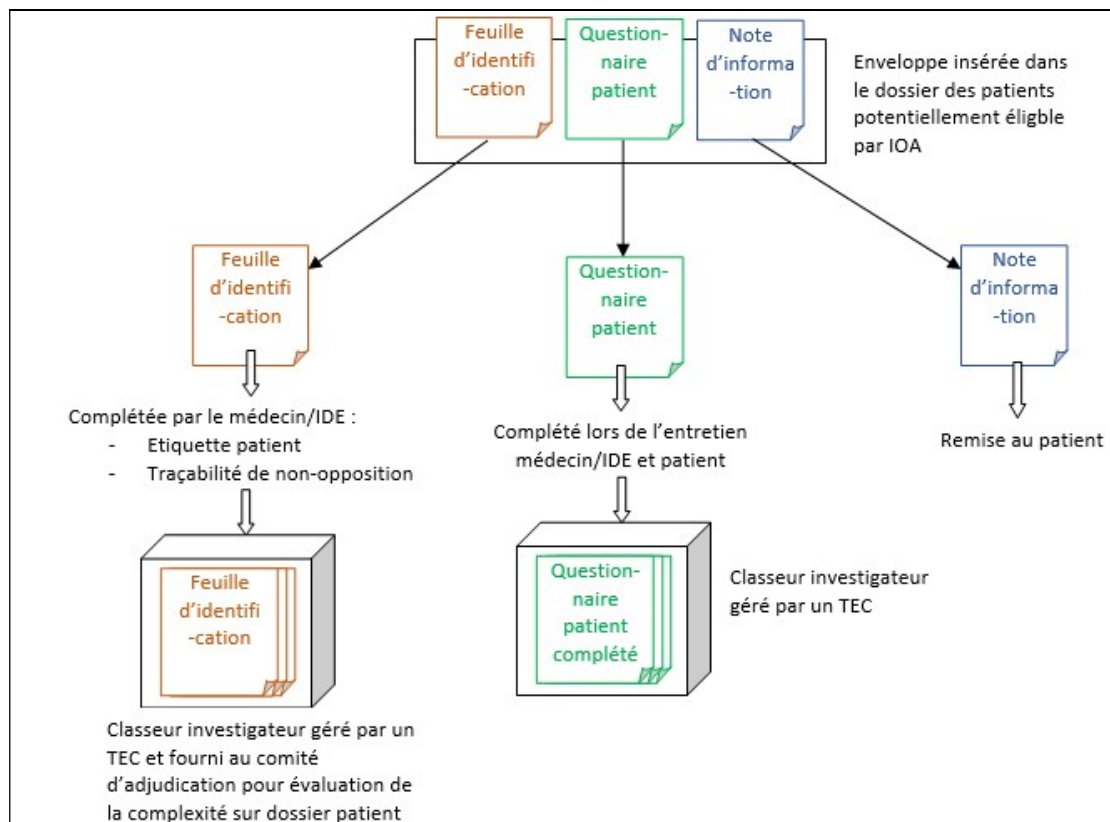 Feuille
d'identifi
-cation
Question-
naire
patient
Note
d'informa
-tion
Enveloppe insérée dans
le dossier des patients
potentiellement éligble
par IOA
Feuille
d'identifi
-cation
Question-
naire
patient
Note
d'informa
-tion
Complétée par le médecin/IDE :
- Etiquette patient
- Traçabilité de non-opposition
Complété lors de l'entretien
médecin/IDE et patient
Remise au patient
Feuille
d'identifi
-cation
Question-
naire
patient
complété
Classeur investigateur
géré par un TEC
Classeur investigateur géré par un
TEC et fourni au comité
d'adjudication pour évaluation de
la complexité sur dossier patient